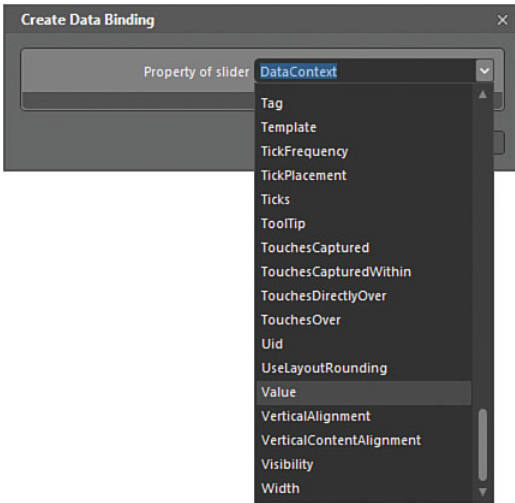 Create Data Binding
Property of slider DataContext
Tag
Template
TickFrequency
TickPlacement
Ticks
ToolTip
TouchesCaptured
TouchesCapturedWithin
TouchesDirectlyOver
TouchesOver
Uid
UseLayoutRounding
Value
VerticalAlignment
VerticalContentAlignment
Visibility
Width